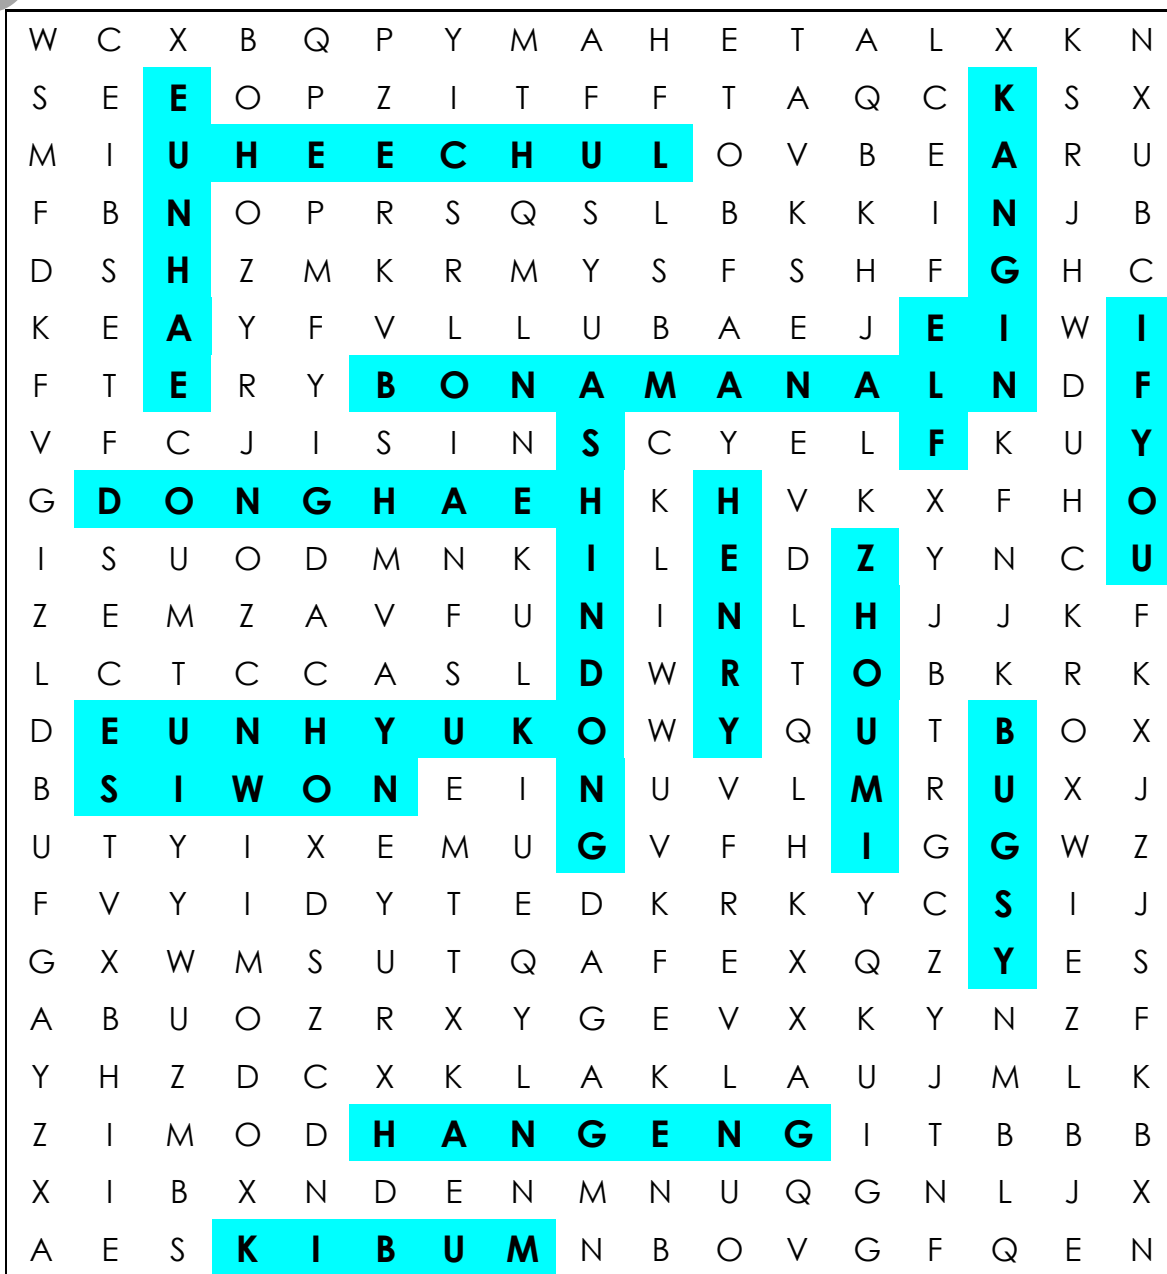 W C X B Q P Y M A H E T A L X K N
S E E O P Z I T F F T A Q C K S X
M I U H E E C H U L O V B E A R U
F B N O P R S Q S L B K K I N J B
D S H Z M K R M Y S F S H F G H C
K E A Y F V L L U B A E J E I W I
F T E R Y B O N A M A N A L N D F
V F C J I S I N S C Y E L F K U Y
G D O N G H A E H K H V K X F H O
I S U O D M N K I L E D Z Y N C U
Z E M Z A V F U N I N L H J J K F
L C T C C A S L D W R T O B K R K
D E U N H Y U K O W Y Q U T B O X
B S I W O N E I N U V L M R U X J
U T Y I X E M U G V F H I G G W Z
F V Y I D Y T E D K R K Y C S I J
G X W M S U T Q A F E X Q Z Y E S
A B U O Z R X Y G E V X K Y N Z F
Y H Z D C X K L A K L A U J M L K
Z I M O D H A N G E N G I T B B B
X I B X N D E N M N U Q G N L J X
A E S K I B U M N B O V G F Q E N